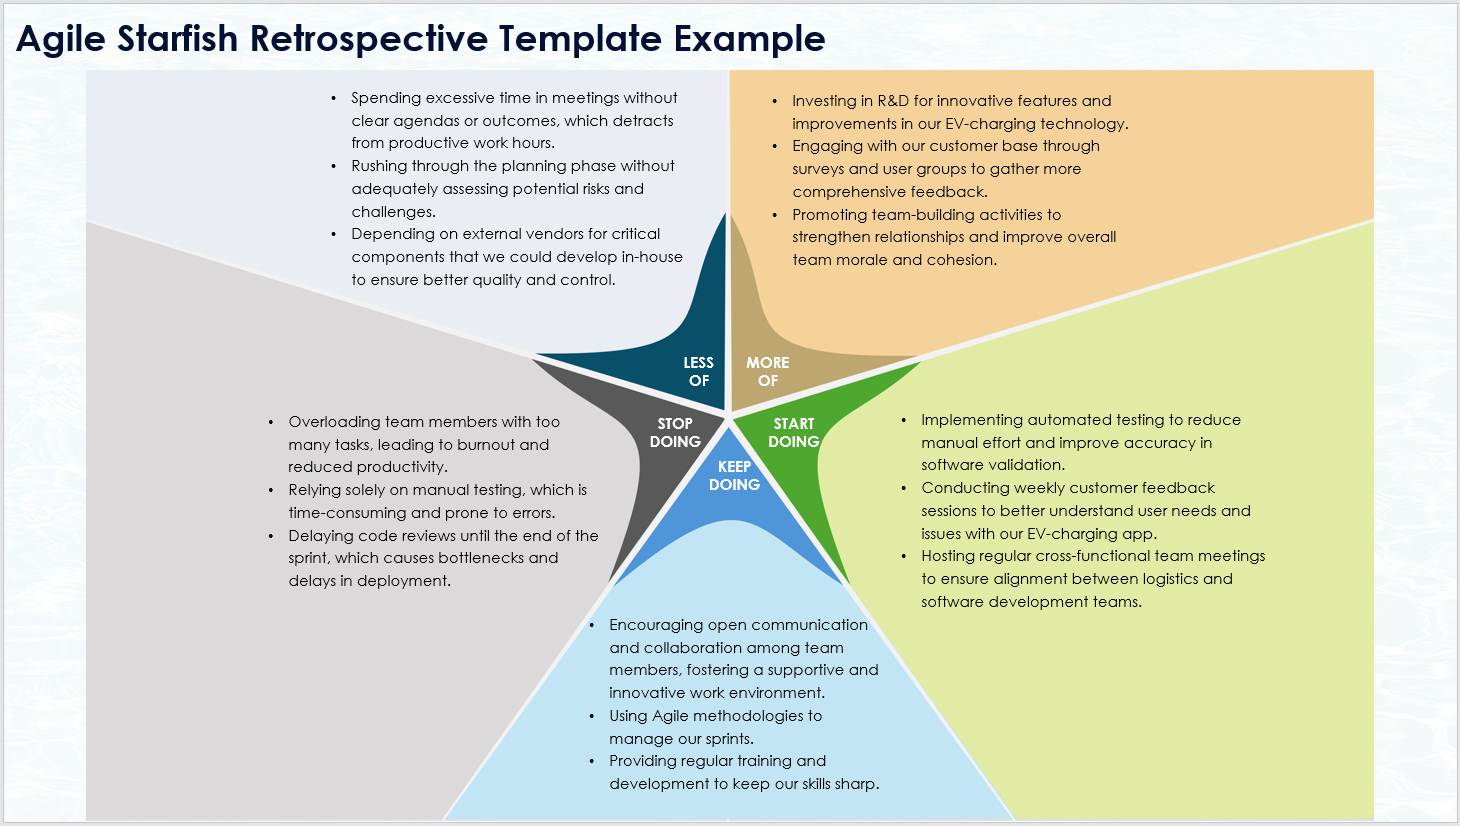 Agile Starfish Retrospective Template Example
• Spending excessive time in meetings without
clear agendas or outcomes, which detracts
from productive work hours.
• Rushing through the planning phase without
adequately assessing potential risks and
challenges.
• Depending on external vendors for critical
components that we could develop in-house
to ensure better quality and control.
• Investing in R&D for innovative features and
improvements in our EV-charging technology.
• Engaging with our customer base through
surveys and user groups to gather more
comprehensive feedback.
• Promoting team-building activities to
strengthen relationships and improve overall
team morale and cohesion.
LESS
OF
MORE
OF
STOP
DOING
START
DOING
KEEP
DOING
• Overloading team members with too
many tasks, leading to burnout and
reduced productivity.
• Relying solely on manual testing, which is
time-consuming and prone to errors.
• Delaying code reviews until the end of the
sprint, which causes bottlenecks and
delays in deployment.
• Implementing automated testing to reduce
manual effort and improve accuracy in
software validation.
• Conducting weekly customer feedback
sessions to better understand user needs and
issues with our EV-charging app.
• Hosting regular cross-functional team meetings
to ensure alignment between logistics and
software development teams.
• Encouraging open communication
and collaboration among team
members, fostering a supportive and
innovative work environment.
• Using Agile methodologies to
manage our sprints.
• Providing regular training and
development to keep our skills sharp.